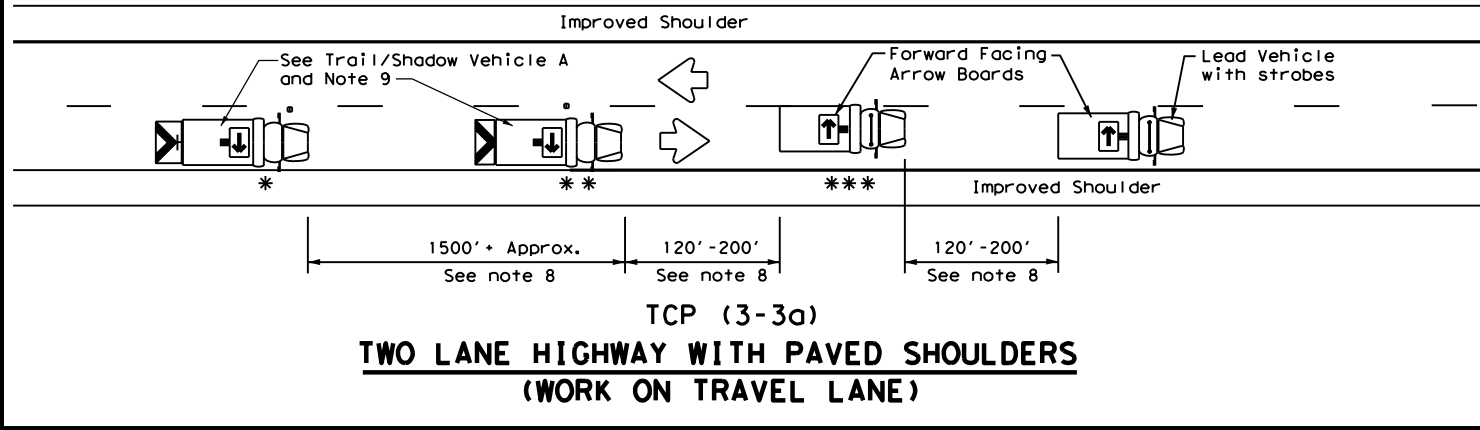 Improved Shoulder
See Trail/Shadow Vehicle A
and Note 9
Forward Facing
Arrow Boards
Lead Vehicle
with strobes
*
**
***
Improved Shoulder
1500'+ Approx.
See note 8
120'-200'
See note 8
120'-200'
See note 8
TCP (3-3a)
TWO LANE HIGHWAY WITH PAVED SHOULDERS
(WORK ON TRAVEL LANE)